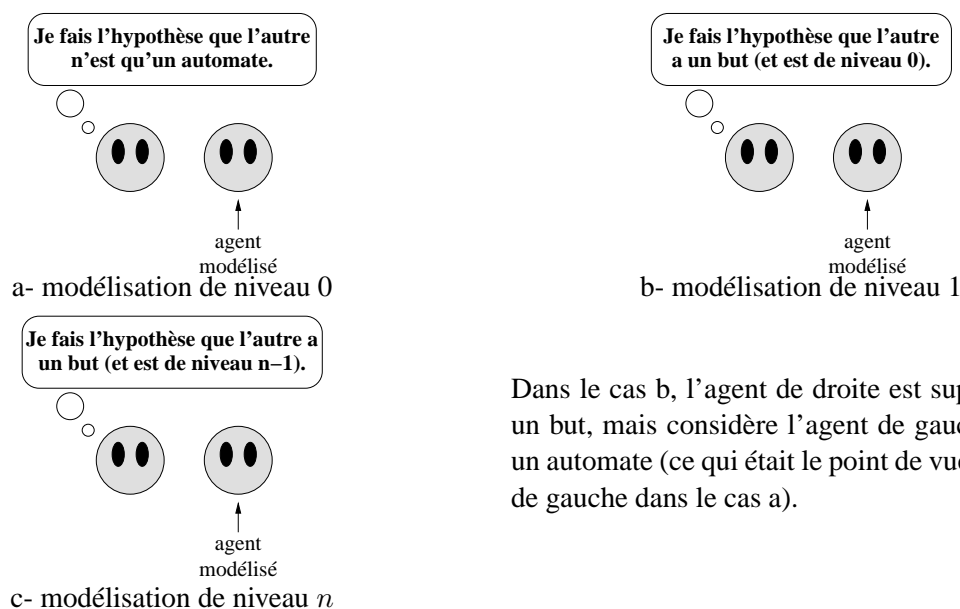 Je fais l'hypothèse que l'autre
n'est qu'un automate.
agent
modélisé
a- modélisation de niveau 0
Je fais l'hypothèse que l'autre
a un but (et est de niveau 0).
agent
modélisé
b- modélisation de niveau 1
Je fais l'hypothèse que l'autre a
un but (et est de niveau n−1).
agent
modélisé
c- modélisation de niveau n
Dans le cas b, l'agent de droite est
un but, mais considère l'agent de
un automate (ce qui était le point de vue
de gauche dans le cas a).